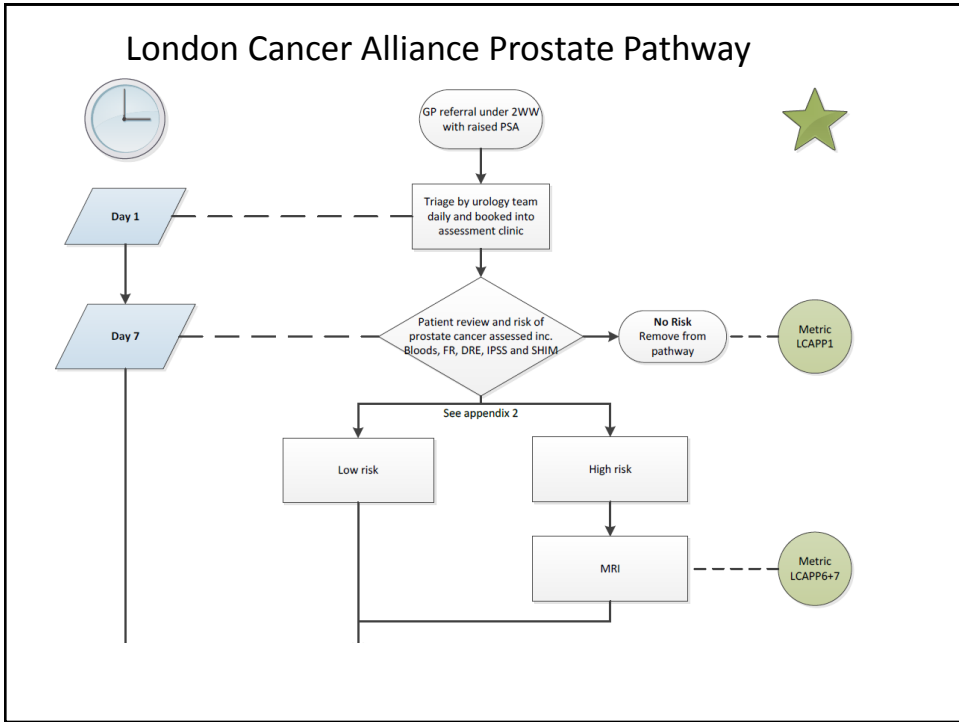 London Cancer Alliance Prostate Pathway
GP referral under 2WW
with raised PSA
Day 1
Triage by urology team
daily and booked into
assessment clinic
Day 7
Patient review and risk of
prostate cancer assessed inc.
Bloods, FR, DRE, IPSS and SHIM
No Risk
Remove from
pathway
Metric
LCAPP1
See appendix 2
Low risk
High risk
MRI
Metric
LCAPP6+7